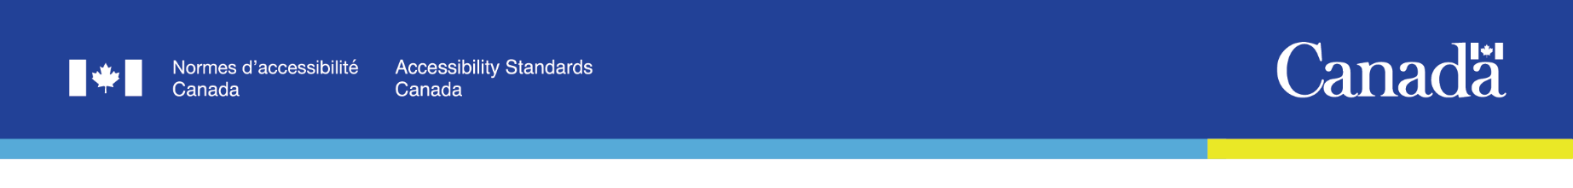 Normes d'accessibilité
Canada
Accessibility Standards
Canada
Canada